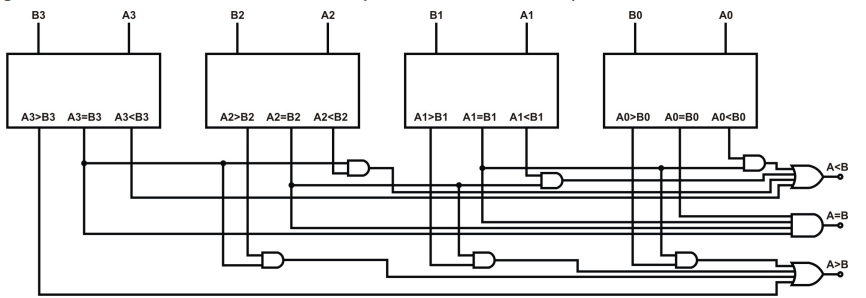 B3 A3 B2 A2 B1 A1 B0 A0
A3>B3 A3=B3 A3<B3 A2>B2 A2=B2 A2<B2 A1>B1 A1=B1 A1<B1 A0>B0 A0=B0 A0<B0
A<B
A=B
A>B